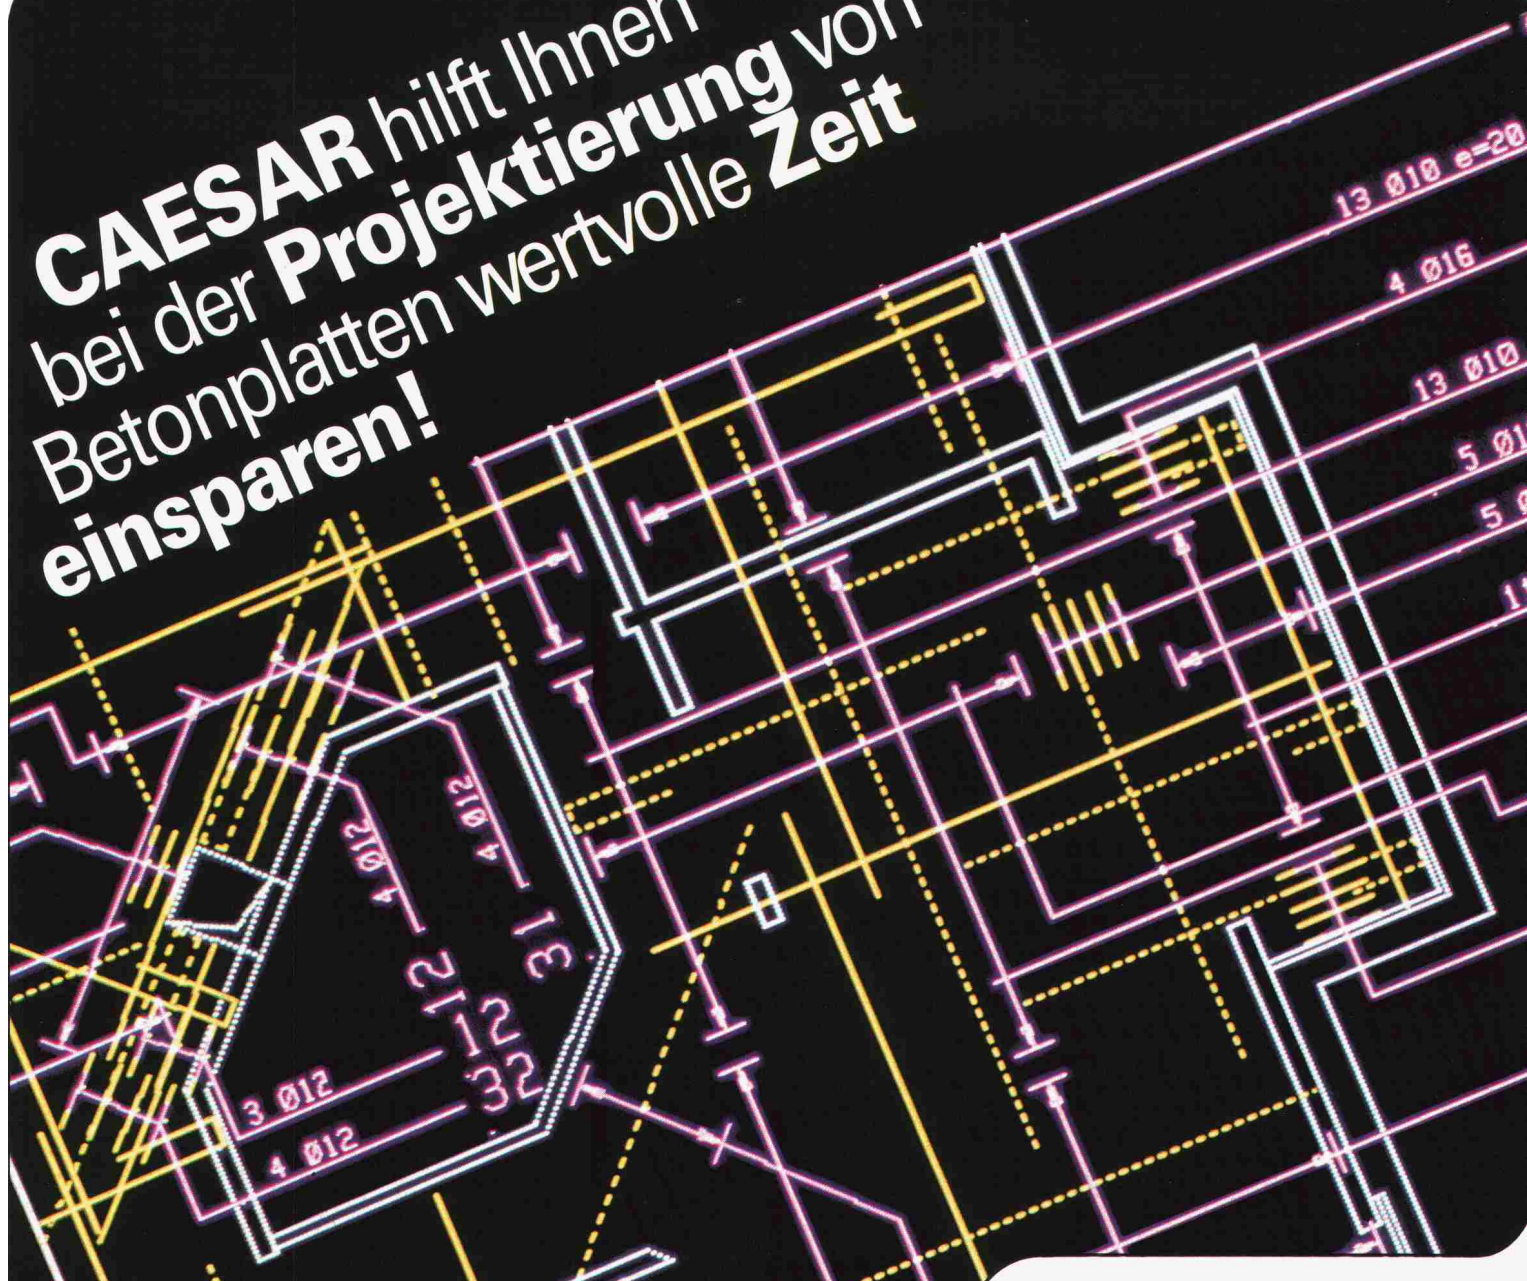 CAESAR hilft Ihnen
bei der Projektierung von
Betonplatten wertvolle Zeit
einsparen!
13 Ø10 e=20
4 Ø16
13 Ø10
4 Ø12
4 Ø12
31
12
12
3 Ø12
32
4 Ø12